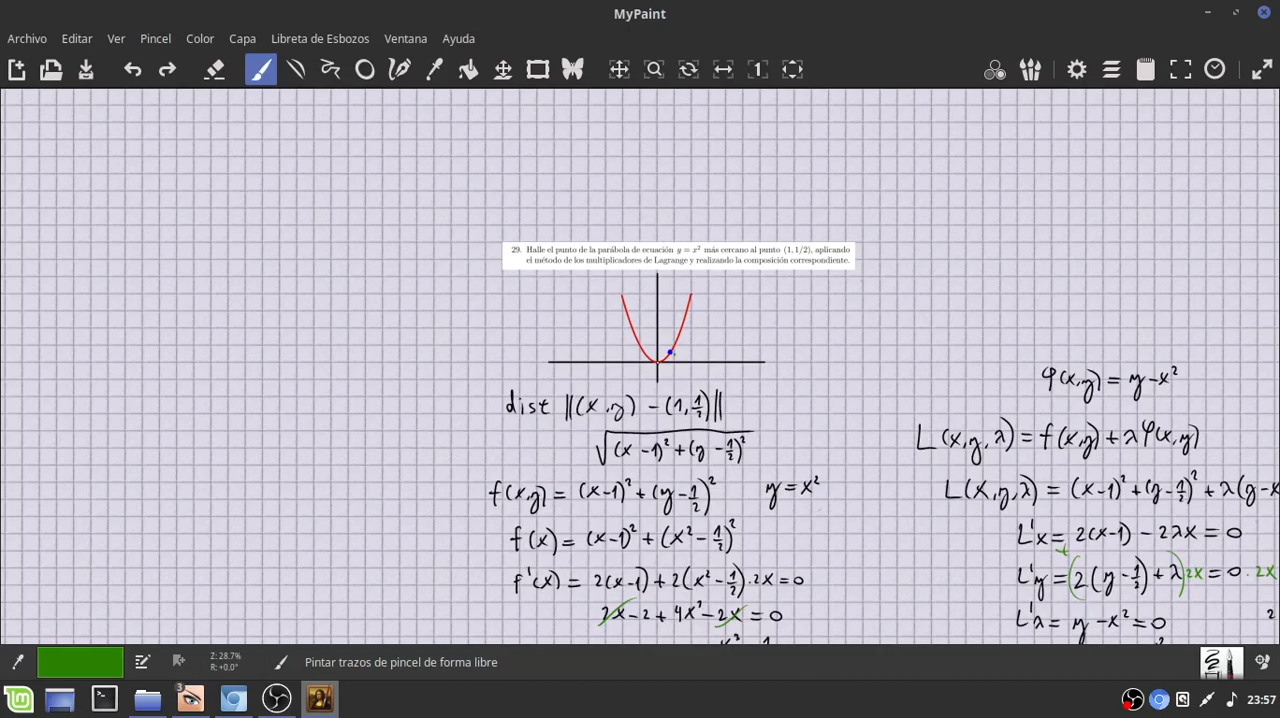 MyPaint
Archivo Editar Ver Pincel Color Capa Libreta de Esbozos Ventana Ayuda
29. Halle el punto de la parábola de ecuación y = x² más cercano al punto (1, 1/2), aplicando
el método de los multiplicadores de Lagrange y realizando la composición correspondiente.
dist ||(x,y) - (1,1/2)||
√((x-1)² + (y-1/2)²)
f(x,y) = (x-1)² + (y-1/2)² y = x²
f(x) = (x-1)² + (x²-1/2)²
f'(x) = 2(x-1) + 2(x²-1/2)·2x = 0
2x - 2 + 4x³ - 2x = 0
φ(x,y) = y - x²
L(x,y,λ) = f(x,y) + λφ(x,y)
L(x,y,λ) = (x-1)² + (y-1/2)² + λ(y-x
L'x = 2(x-1) - 2λx = 0
+
L'y = (2(y-1/2) + λ)2x = 0·2x
L'λ = y - x² = 0
2
Z: 28.7%
R: +0.0°
Pintar trazos de pincel de forma libre
3
23:57